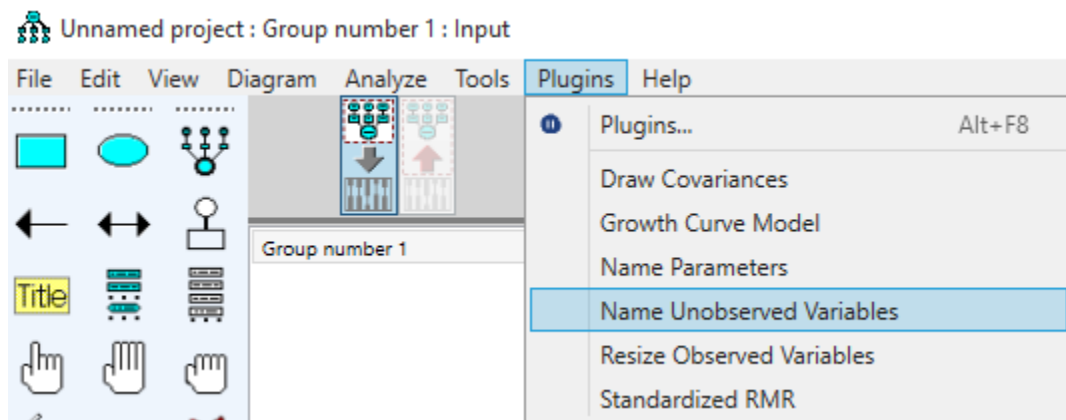 Unnamed project : Group number 1 : Input
File Edit View Diagram Analyze Tools Plugins Help
Plugins... Alt+F8
Draw Covariances
Growth Curve Model
Group number 1
Name Parameters
Title
Name Unobserved Variables
Resize Observed Variables
Standardized RMR